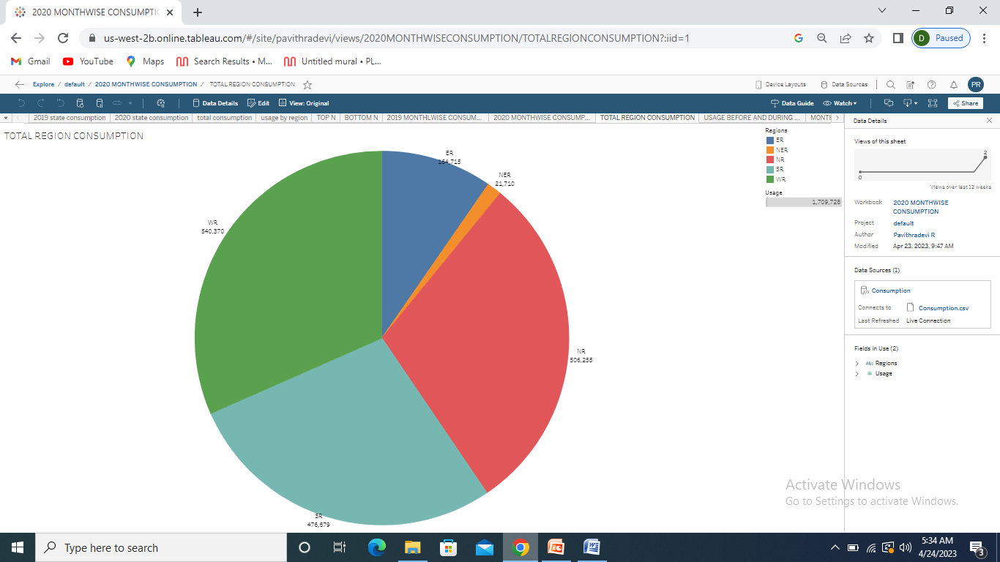 2020 MONTHWISE CONSUMPTIC
us-west-2b.online.tableau.com/#/site/pavithradevi/views/2020MONTHWISECONSUMPTION/TOTALREGIONCONSUMPTION?:iid=1
D Paused
Gmail YouTube Maps Search Results • M... Untitled mural • PL...
Explore / default / 2020 MONTHWISE CONSUMPTION / TOTAL REGION CONSUMPTION
Device Layouts Data Sources PR
Data Details Edit View: Original Data Guide Watch Share
2019 state consumption 2020 state consumption total consumption usage by region TOP N BOTTOM N 2019 MONTHLWISE CONSUM... 2020 MONTHWISE CONSUMP... TOTAL REGION CONSUMPTION USAGE BEFORE AND DURING ... MONTH
TOTAL REGION CONSUMPTION
ER
164,715
NER
21,710
WR
540,370
NR
506,255
SR
476,679
Regions
ER
NER
NR
SR
WR
Usage
1,709,728
Data Details
Views of this sheet
2
0
Views over last 12 weeks
Workbook 2020 MONTHWISE
CONSUMPTION
Project default
Author Pavithradevi R
Modified Apr 23, 2023, 9:47 AM
Data Sources (1)
Consumption
Connects to Consumption.csv
Last Refreshed Live Connection
Fields in Use (2)
Abc Regions
# Usage
Activate Windows
Go to Settings to activate Windows.
Type here to search
5:34 AM
4/24/2023
3